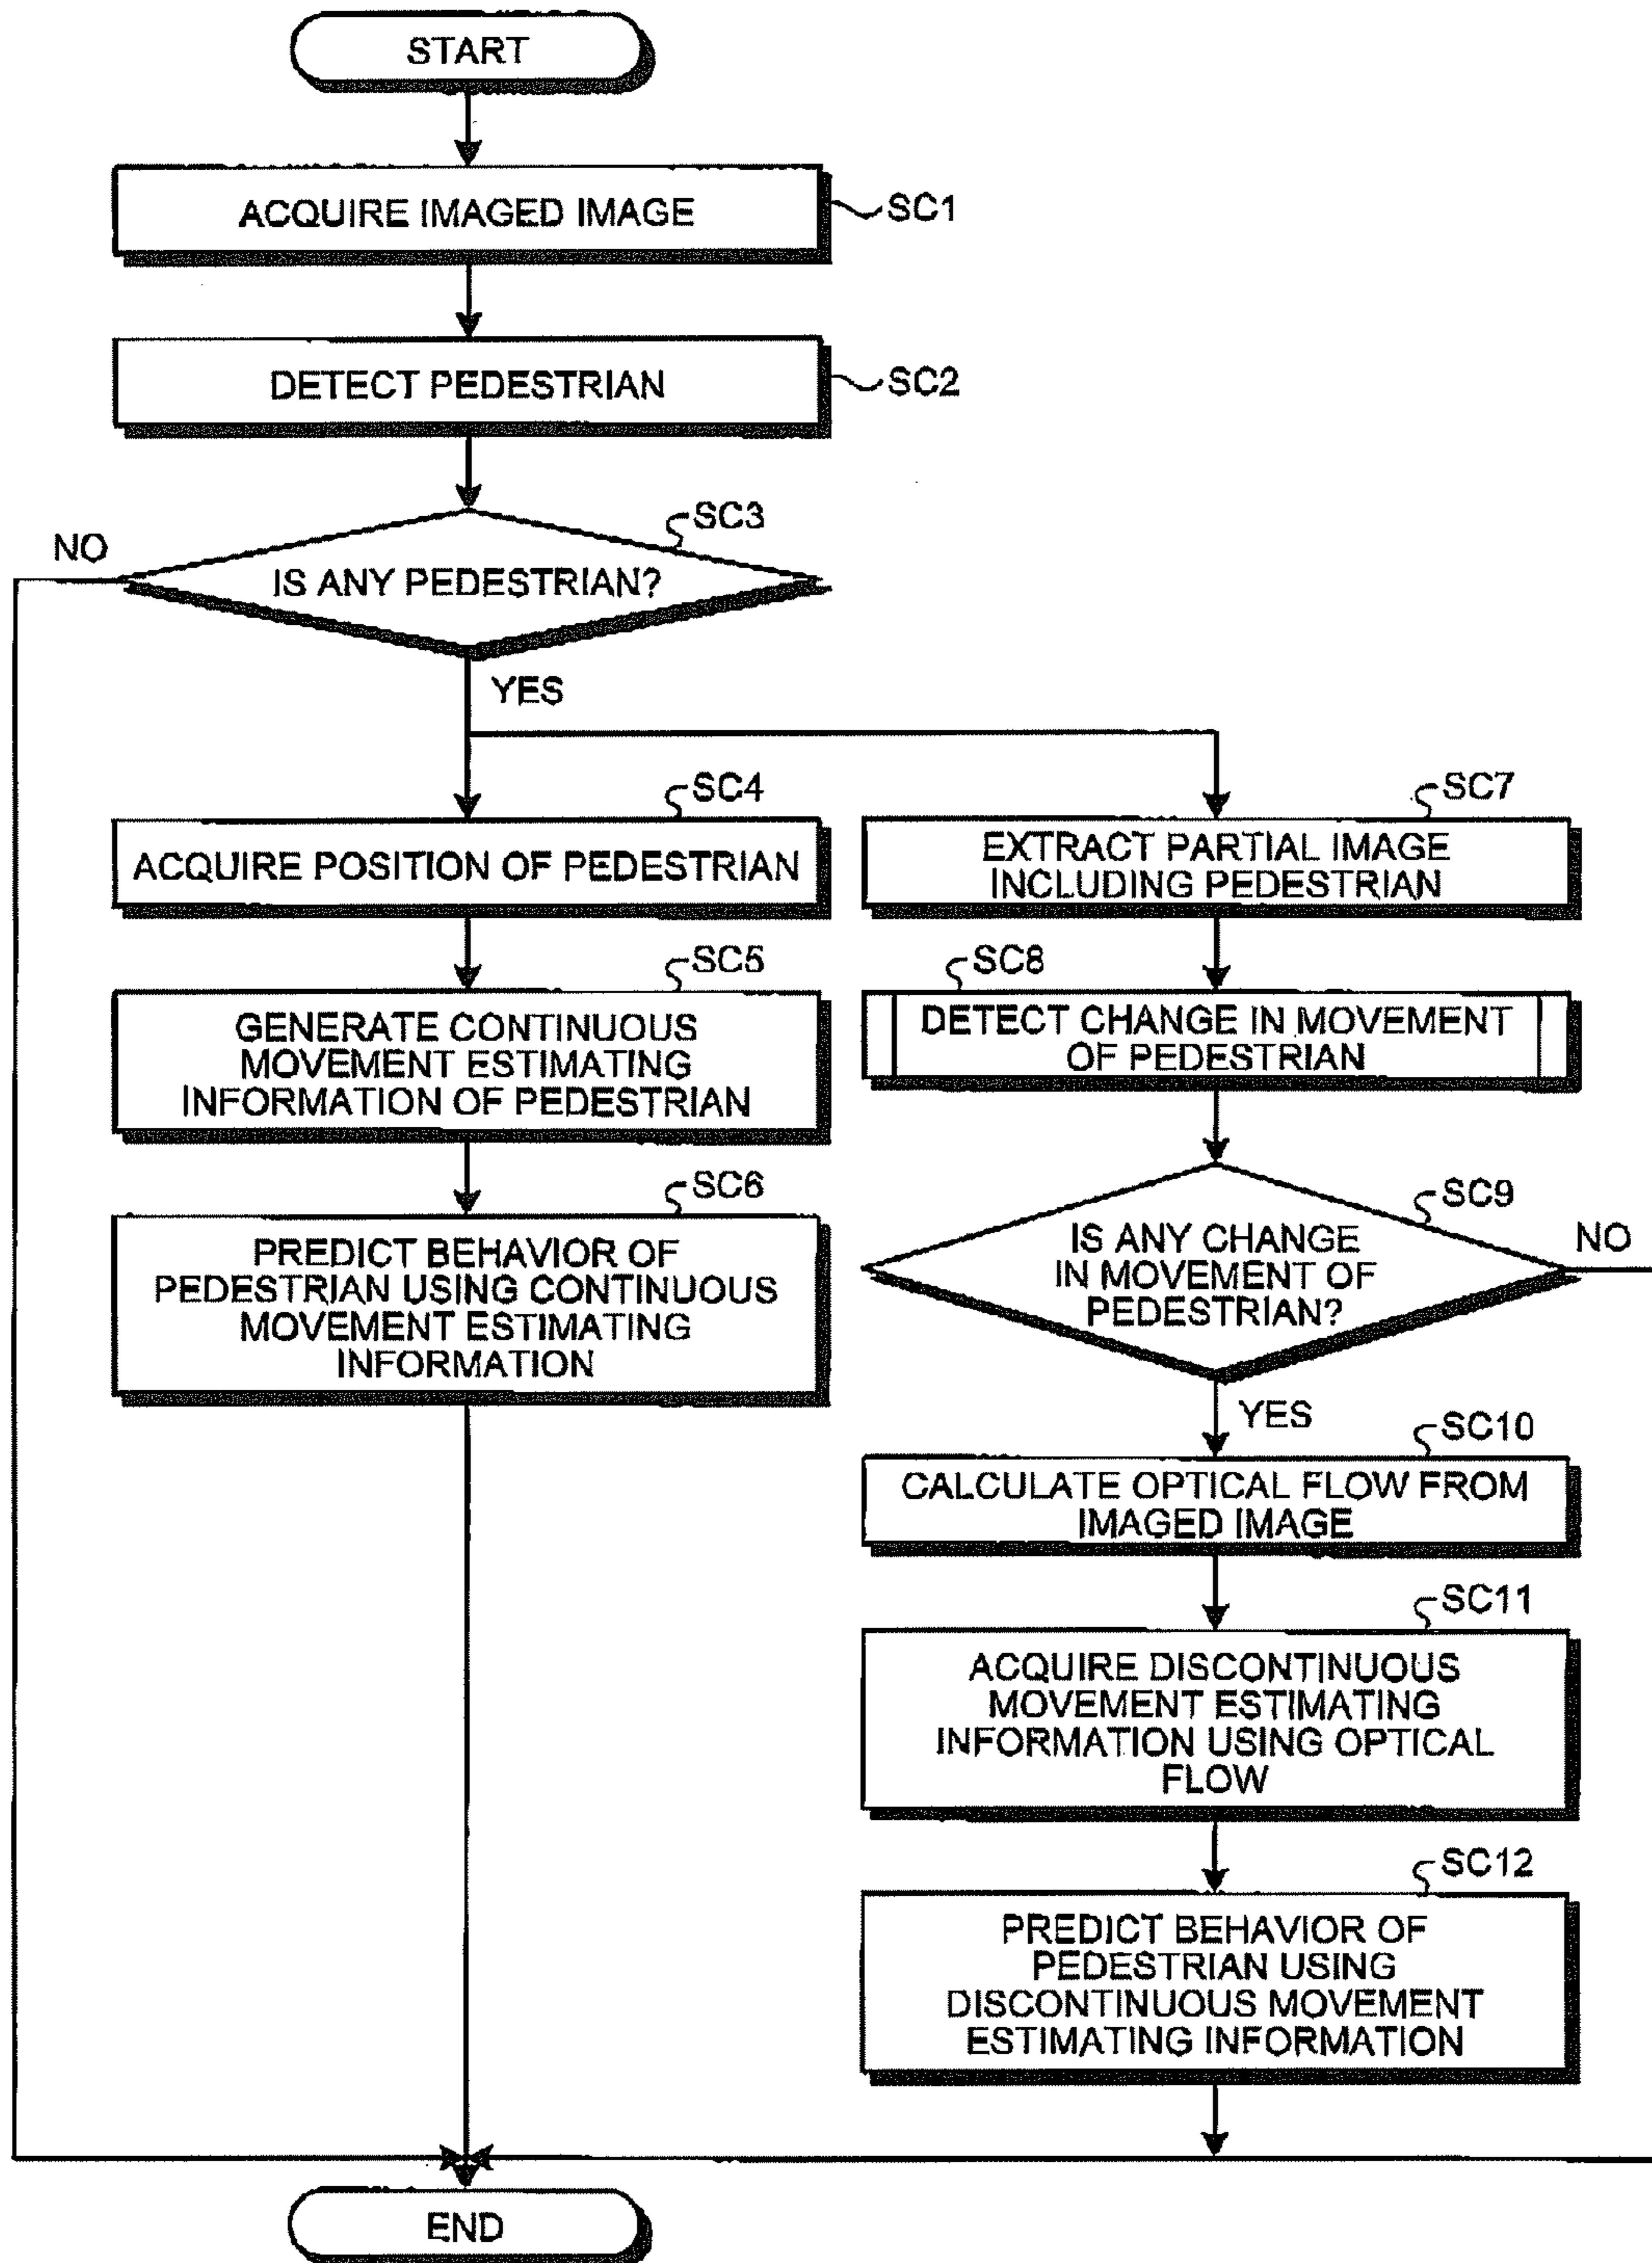 START
ACQUIRE IMAGED IMAGE
SC1
DETECT PEDESTRIAN
SC2
SC3
NO
IS ANY PEDESTRIAN?
YES
SC4
ACQUIRE POSITION OF PEDESTRIAN
SC5
GENERATE CONTINUOUS
MOVEMENT ESTIMATING
INFORMATION OF PEDESTRIAN
SC6
PREDICT BEHAVIOR OF
PEDESTRIAN USING CONTINUOUS
MOVEMENT ESTIMATING
INFORMATION
SC7
EXTRACT PARTIAL IMAGE
INCLUDING PEDESTRIAN
SC8
DETECT CHANGE IN MOVEMENT
OF PEDESTRIAN
SC9
NO
IS ANY CHANGE
IN MOVEMENT OF
PEDESTRIAN?
YES
SC10
CALCULATE OPTICAL FLOW FROM
IMAGED IMAGE
SC11
ACQUIRE DISCONTINUOUS
MOVEMENT ESTIMATING
INFORMATION USING OPTICAL
FLOW
SC12
PREDICT BEHAVIOR OF
PEDESTRIAN USING
DISCONTINUOUS MOVEMENT
ESTIMATING INFORMATION
END